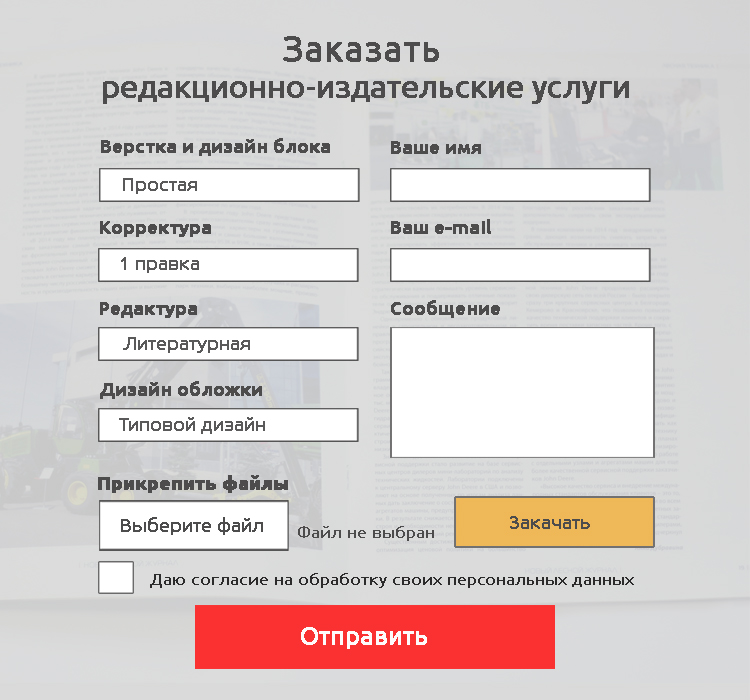 Заказать
редакционно-издательские услуги
Верстка и дизайн блока
Простая
Корректура
1 правка
Редактура
Литературная
Дизайн обложки
Типовой дизайн
Прикрепить файлы
Выберите файл
Файл не выбран
Ваше имя
Ваш e-mail
Сообщение
Закачать
Даю согласие на обработку своих персональных данных
Отправить